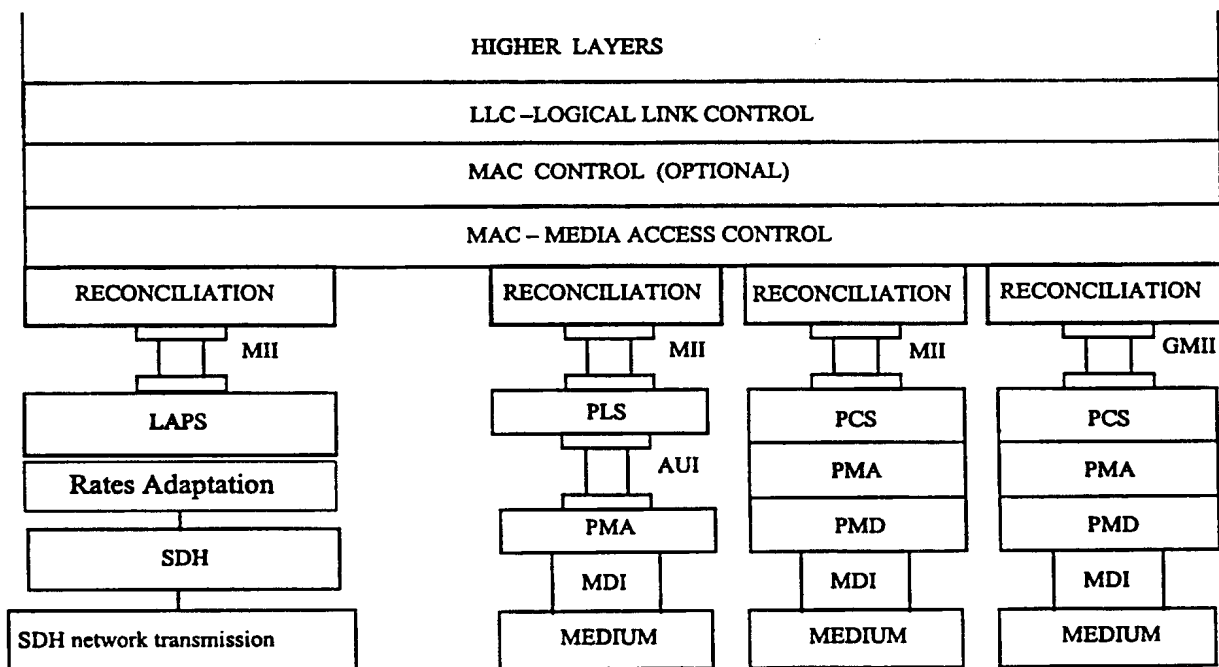 HIGHER LAYERS
LLC –LOGICAL LINK CONTROL
MAC CONTROL (OPTIONAL)
MAC – MEDIA ACCESS CONTROL
RECONCILIATION
RECONCILIATION
RECONCILIATION
RECONCILIATION
MII
MII
MII
GMII
LAPS
PLS
PCS
PCS
Rates Adaptation
AUI
PMA
PMA
SDH
PMA
PMD
PMD
MDI
MDI
MDI
SDH network transmission
MEDIUM
MEDIUM
MEDIUM